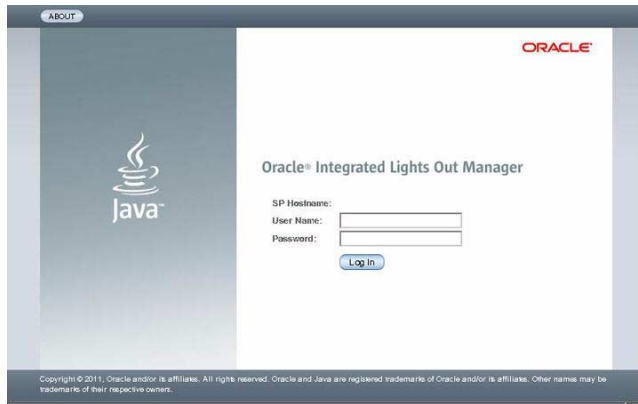 ABOUT
ORACLE®
Java™
Oracle® Integrated Lights Out Manager
SP Hostname:
User Name:
Password:
Log In
Copyright © 2011, Oracle and/or its affiliates. All rights reserved. Oracle and Java are registered trademarks of Oracle and/or its affiliates. Other names may be
trademarks of their respective owners.